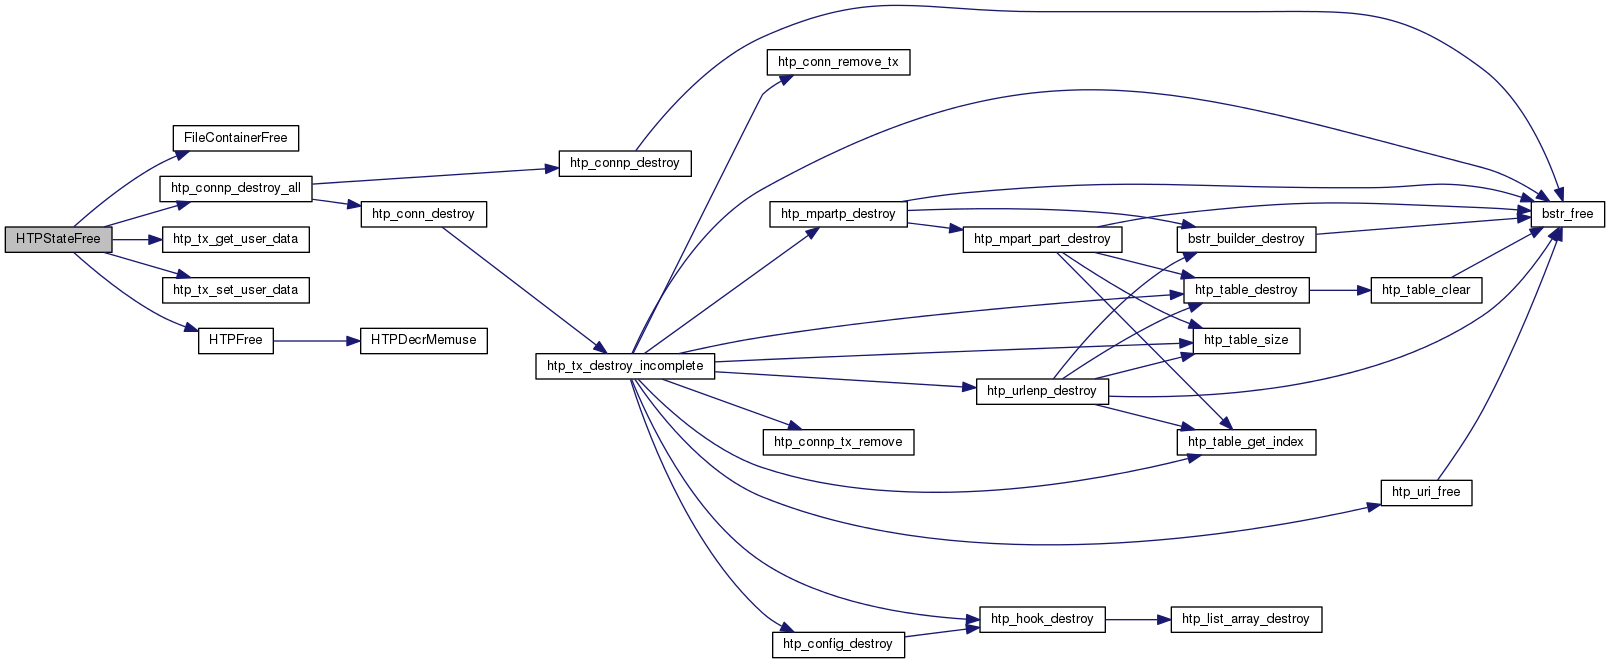 HTPStateFree
FileContainerFree
htp_connp_destroy_all
htp_tx_get_user_data
htp_tx_set_user_data
HTPFree
HTPDecrMemuse
htp_conn_destroy
htp_connp_destroy
htp_tx_destroy_incomplete
htp_conn_remove_tx
htp_mpartp_destroy
htp_mpart_part_destroy
htp_urlenp_destroy
htp_connp_tx_remove
htp_config_destroy
htp_hook_destroy
htp_list_array_destroy
bstr_builder_destroy
htp_table_destroy
htp_table_size
htp_table_get_index
htp_table_clear
htp_uri_free
bstr_free